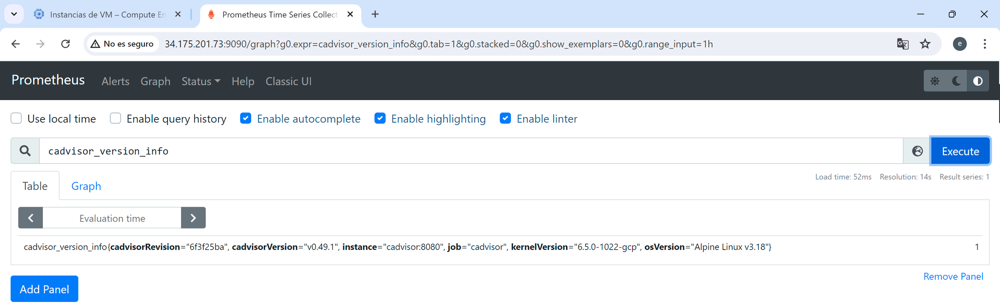 Instancias de VM – Compute En
Prometheus Time Series Collect
No es seguro 34.175.201.73:9090/graph?g0.expr=cadvisor_version_info&g0.tab=1&g0.stacked=0&g0.show_exemplars=0&g0.range_input=1h
e
Prometheus Alerts Graph Status Help Classic UI
Use local time Enable query history Enable autocomplete Enable highlighting Enable linter
cadvisor_version_info
Execute
Load time: 52ms Resolution: 14s Result series: 1
Table Graph
Evaluation time
cadvisor_version_info{cadvisorRevision="6f3f25ba", cadvisorVersion="v0.49.1", instance="cadvisor:8080", job="cadvisor", kernelVersion="6.5.0-1022-gcp", osVersion="Alpine Linux v3.18"} 1
Remove Panel
Add Panel